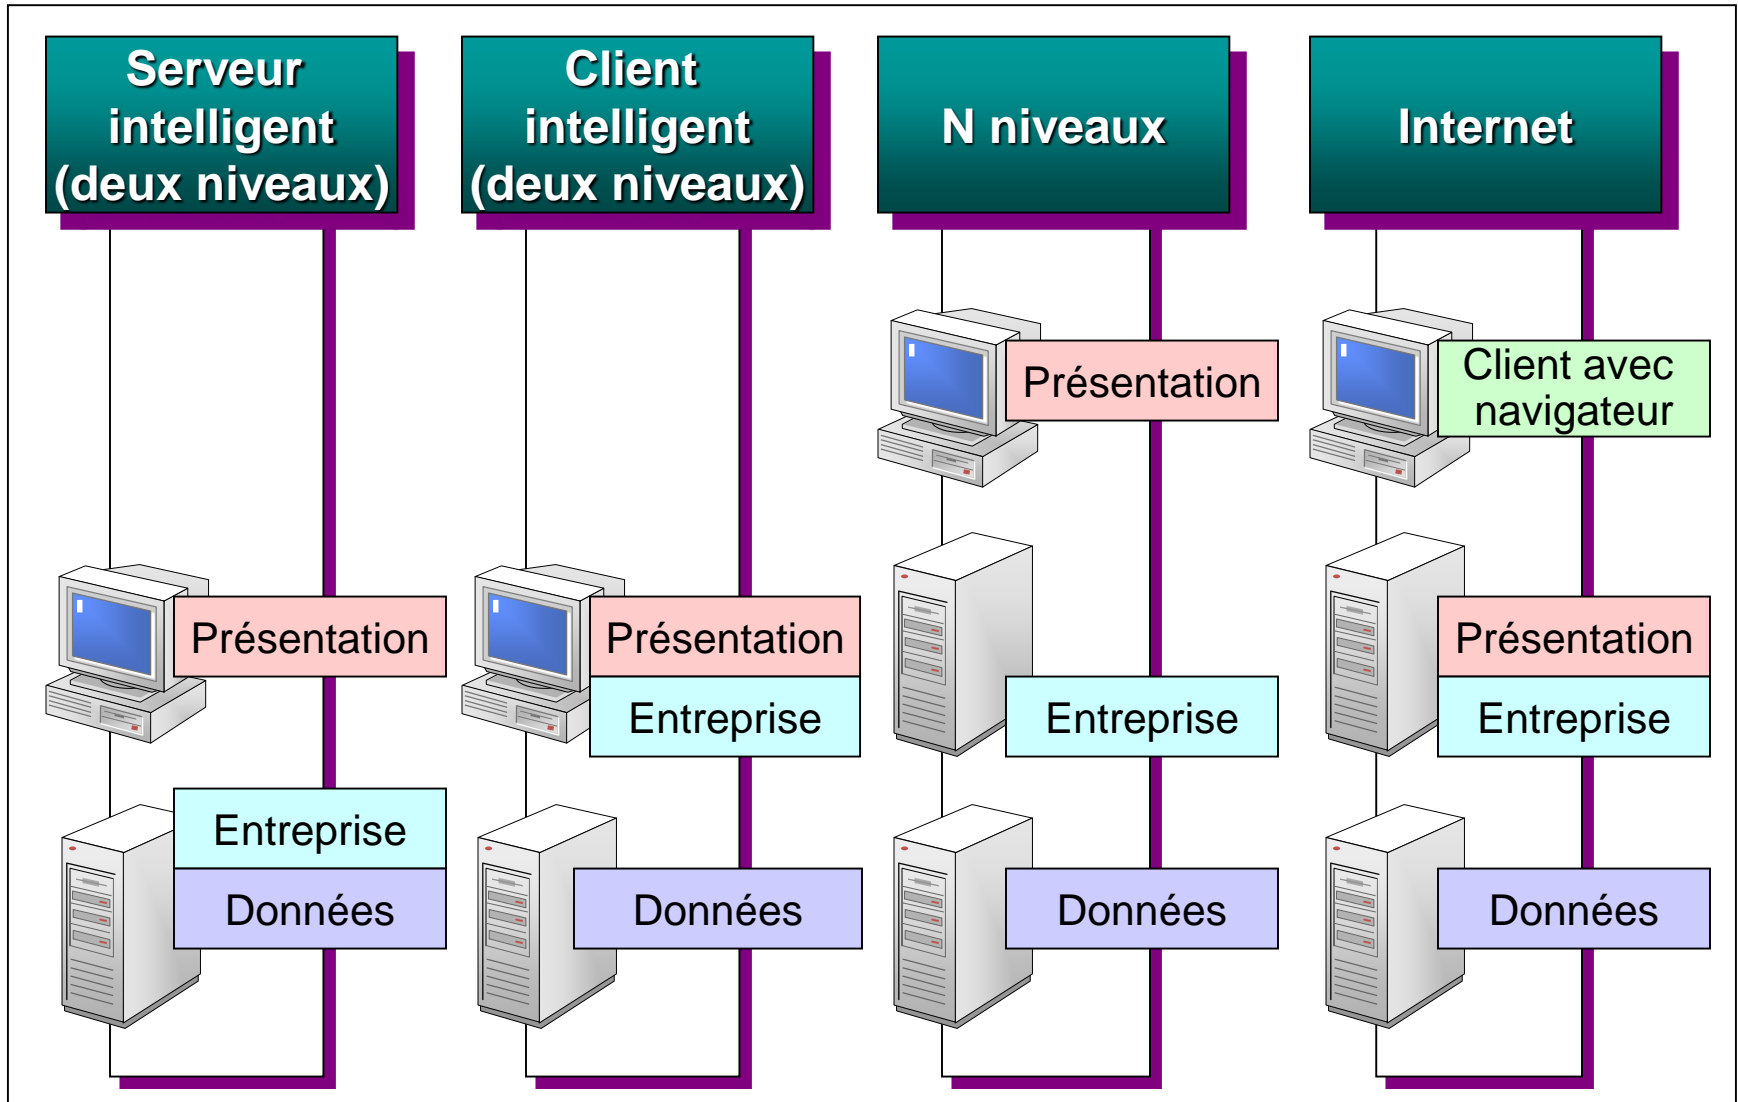 Serveur
intelligent
(deux niveaux)
Client
intelligent
(deux niveaux)
N niveaux
Internet
Présentation
Entreprise
Données
Présentation
Entreprise
Données
Présentation
Entreprise
Données
Client avec
navigateur
Présentation
Entreprise
Données